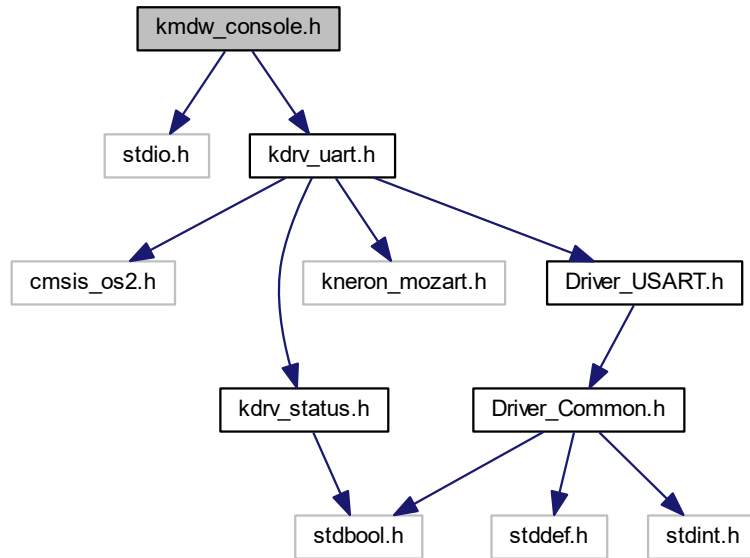 kmdw_console.h
stdio.h
kdrv_uart.h
cmsis_os2.h
kneron_mozart.h
Driver_USART.h
kdrv_status.h
Driver_Common.h
stdbool.h
stddef.h
stdint.h